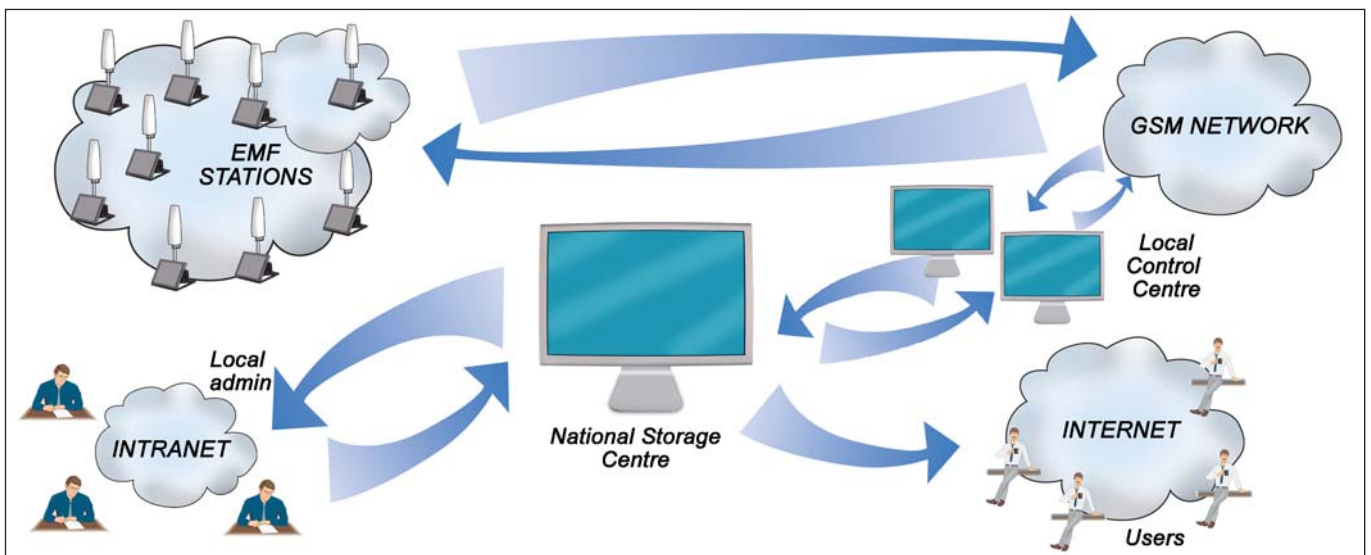 EMF
STATIONS
GSM NETWORK
Local
Control
Centre
Local
admin
INTRANET
National Storage
Centre
INTERNET
Users